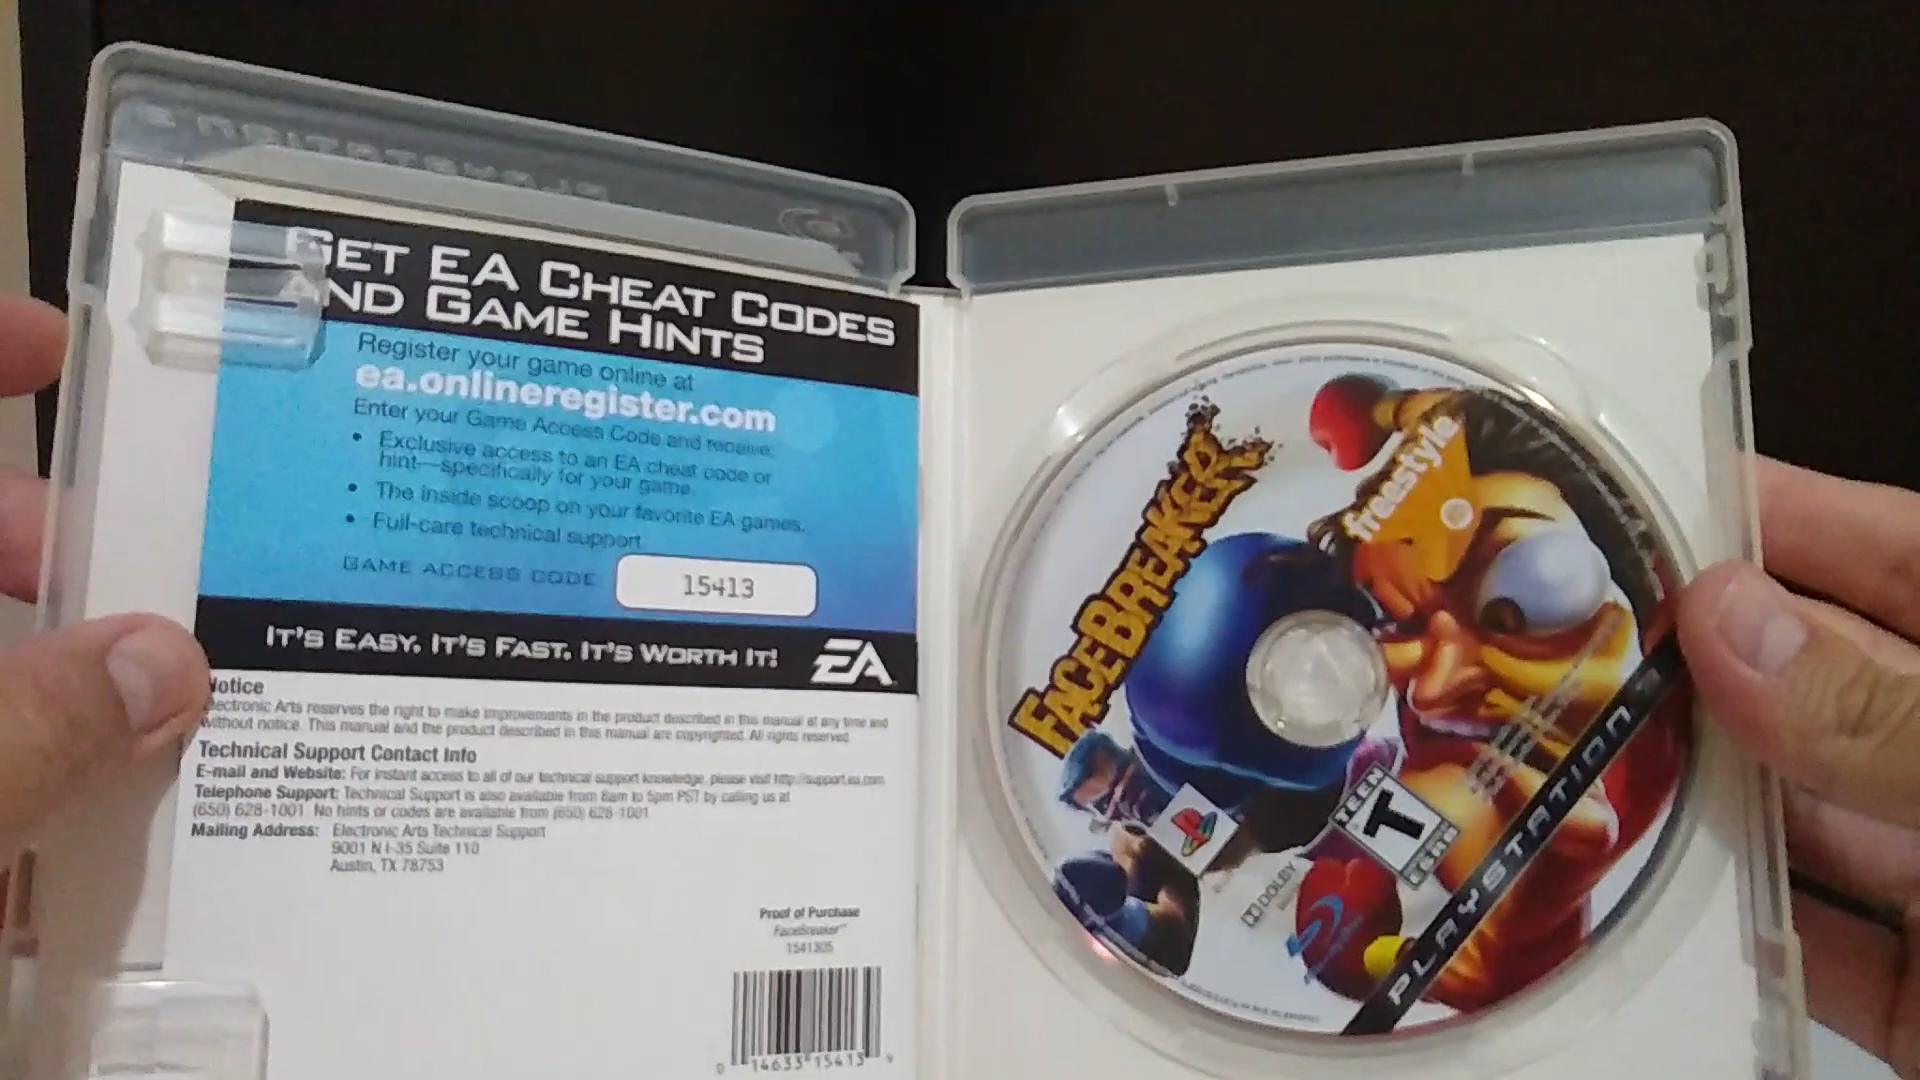 GET EA CHEAT CODES
AND GAME HINTS
Register your game online at
ea.onlineregister.com
Enter your Game Access Code and receive:
• Exclusive access to an EA cheat code or
hint—specifically for your game.
• The inside scoop on your favorite EA games.
• Full-care technical support.
GAME ACCESS CODE: 15413
IT'S EASY. IT'S FAST. IT'S WORTH IT!
EA
Notice
Electronic Arts reserves the right to make improvements in the product described in this manual at any time and
without notice. This manual and the product described in this manual are copyrighted. All rights reserved.
Technical Support Contact Info
E-mail and Website: For instant access to all of our technical support knowledge, please visit http://support.ea.com
Telephone Support: Technical Support is also available from 8am to 5pm PST by calling us at
(650) 628-1001. No hints or codes are available from (650) 628-1001.
Mailing Address: Electronic Arts Technical Support
9001 N I-35 Suite 110
Austin, TX 78753
Proof of Purchase
FaceBreaker™
1541305
0 14633 15413 9
FACEBREAKER
freestyle
TEEN
T
ESRB
DOLBY
PLAYSTATION 3